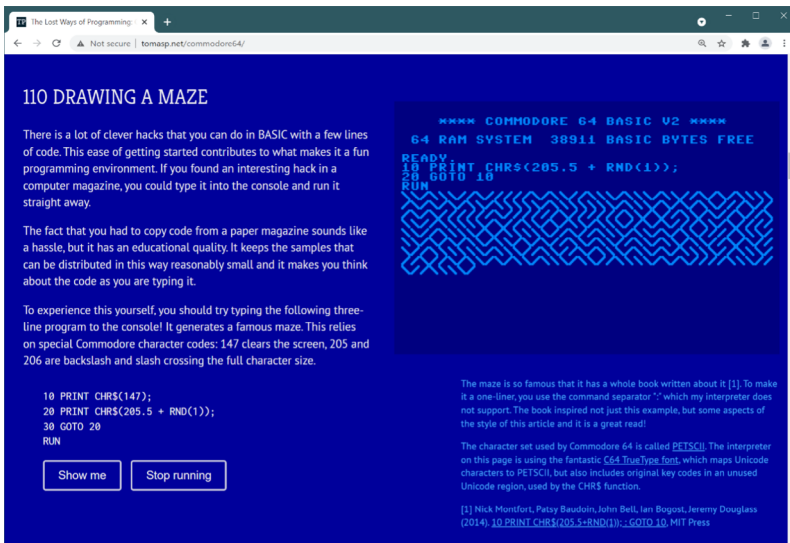 The Lost Ways of Programming:
Not secure | tomasp.net/commodore64/
110 DRAWING A MAZE
There is a lot of clever hacks that you can do in BASIC with a few lines
of code. This ease of getting started contributes to what makes it a fun
programming environment. If you found an interesting hack in a
computer magazine, you could type it into the console and run it
straight away.
The fact that you had to copy code from a paper magazine sounds like
a hassle, but it has an educational quality. It keeps the samples that
can be distributed in this way reasonably small and it makes you think
about the code as you are typing it.
To experience this yourself, you should try typing the following three-
line program to the console! It generates a famous maze. This relies
on special Commodore character codes: 147 clears the screen, 205 and
206 are backslash and slash crossing the full character size.
10 PRINT CHR$(147);
20 PRINT CHR$(205.5 + RND(1));
30 GOTO 20
RUN
Show me
Stop running
**** COMMODORE 64 BASIC V2 ****
64 RAM SYSTEM 38911 BASIC BYTES FREE
READY.
10 PRINT CHR$(205.5 + RND(1));
20 GOTO 10
RUN
The maze is so famous that it has a whole book written about it [1]. To make
it a one-liner, you use the command separator ":" which my interpreter does
not support. The book inspired not just this example, but some aspects of
the style of this article and it is a great read!
The character set used by Commodore 64 is called PETSCII. The interpreter
on this page is using the fantastic C64 TrueType font, which maps Unicode
characters to PETSCII, but also includes original key codes in an unused
Unicode region, used by the CHR$ function.
[1] Nick Montfort, Patsy Baudoin, John Bell, Ian Bogost, Jeremy Douglass
(2014). 10 PRINT CHR$(205.5+RND(1)); : GOTO 10, MIT Press